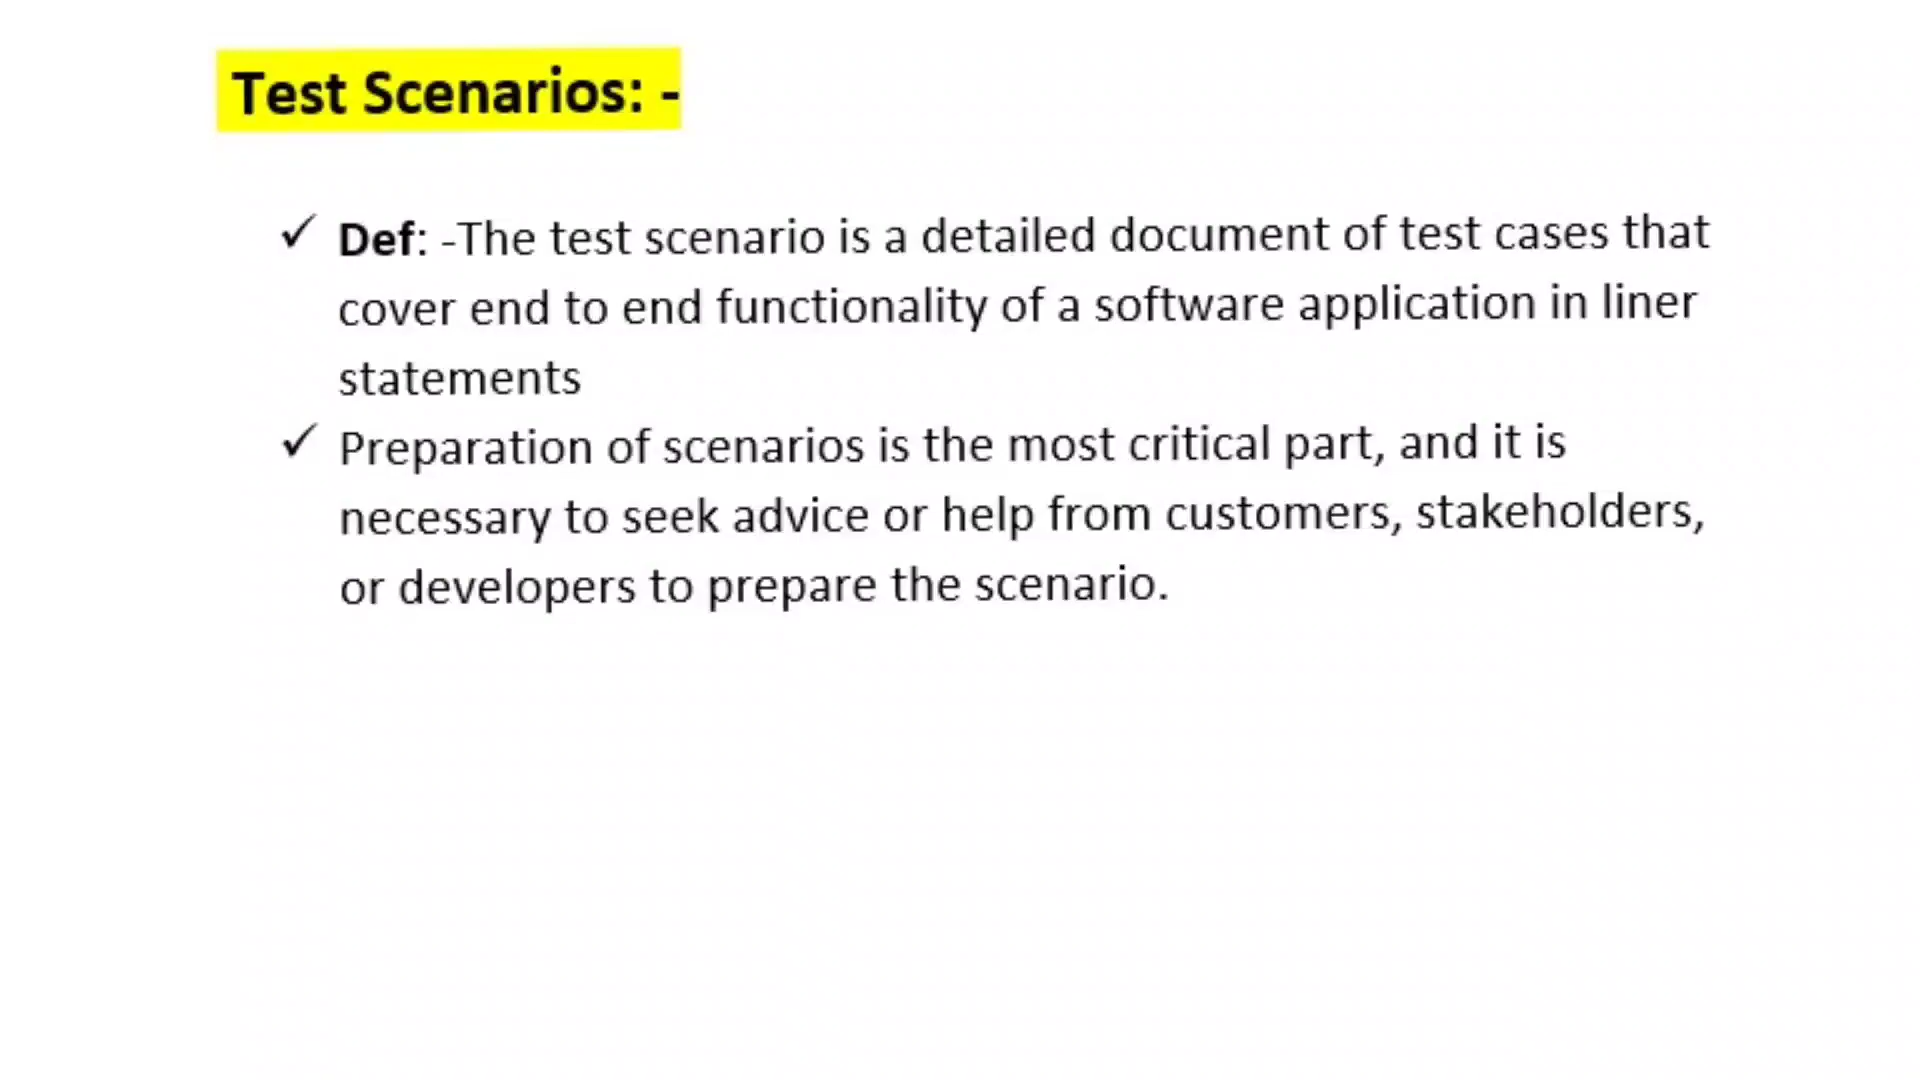 Test Scenarios: -
✓ Def: -The test scenario is a detailed document of test cases that
cover end to end functionality of a software application in liner
statements
✓ Preparation of scenarios is the most critical part, and it is
necessary to seek advice or help from customers, stakeholders,
or developers to prepare the scenario.